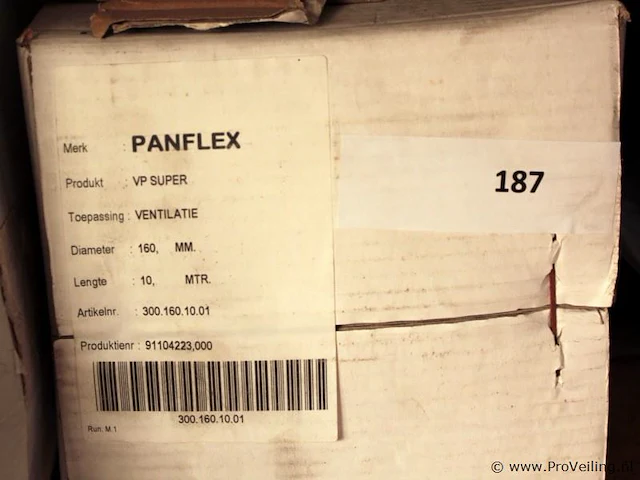 Merk : PANFLEX
Produkt : VP SUPER
Toepassing : VENTILATIE
Diameter : 160, MM.
Lengte : 10, MTR.
Artikelnr. : 300.160.10.01
Produktienr : 91104223,000
300.160.10.01
Run. M.1
187
© www.ProVeiling.nl